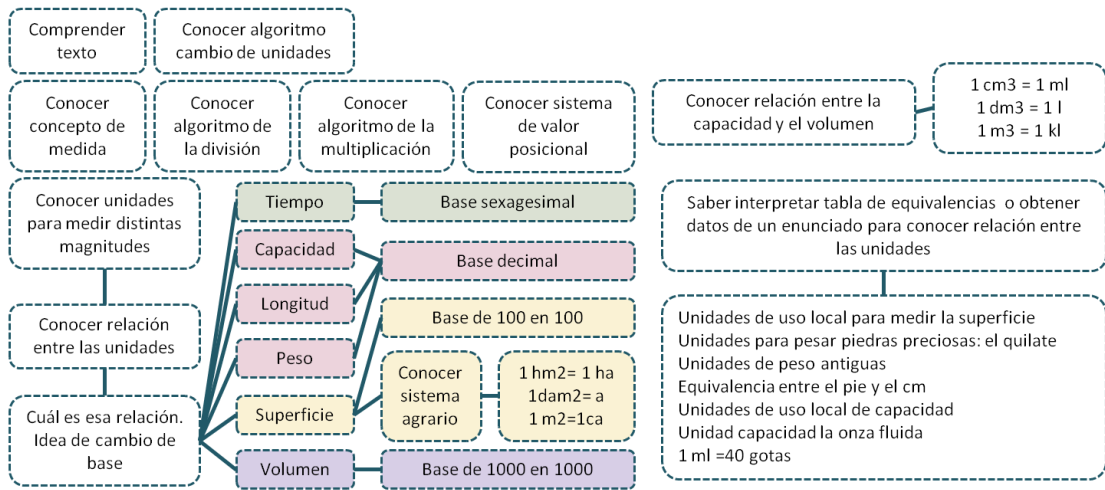 Comprender
texto
Conocer algoritmo
cambio de unidades
Conocer
concepto de
medida
Conocer
algoritmo de
la división
Conocer
algoritmo de la
multiplicación
Conocer sistema
de valor
posicional
Conocer relación entre la
capacidad y el volumen
1 cm3 = 1 ml
1 dm3 = 1 l
1 m3 = 1 kl
Conocer unidades
para medir distintas
magnitudes
Conocer relación
entre las unidades
Cuál es esa relación.
Idea de cambio de
base
Tiempo
Base sexagesimal
Capacidad
Base decimal
Longitud
Base de 100 en 100
Peso
Superficie
Conocer
sistema
agrario
1 hm2= 1 ha
1dam2= a
1 m2=1ca
Volumen
Base de 1000 en 1000
Saber interpretar tabla de equivalencias o obtener
datos de un enunciado para conocer relación entre
las unidades
Unidades de uso local para medir la superficie
Unidades para pesar piedras preciosas: el quilate
Unidades de peso antiguas
Equivalencia entre el pie y el cm
Unidades de uso local de capacidad
Unidad capacidad la onza fluida
1 ml =40 gotas